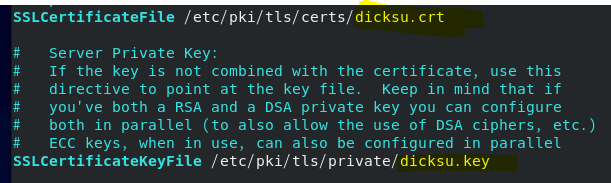 SSLCertificateFile /etc/pki/tls/certs/dicksu.crt
#   Server Private Key:
#   If the key is not combined with the certificate, use this
#   directive to point at the key file.  Keep in mind that if
#   you've both a RSA and a DSA private key you can configure
#   both in parallel (to also allow the use of DSA ciphers, etc.)
#   ECC keys, when in use, can also be configured in parallel
SSLCertificateKeyFile /etc/pki/tls/private/dicksu.key